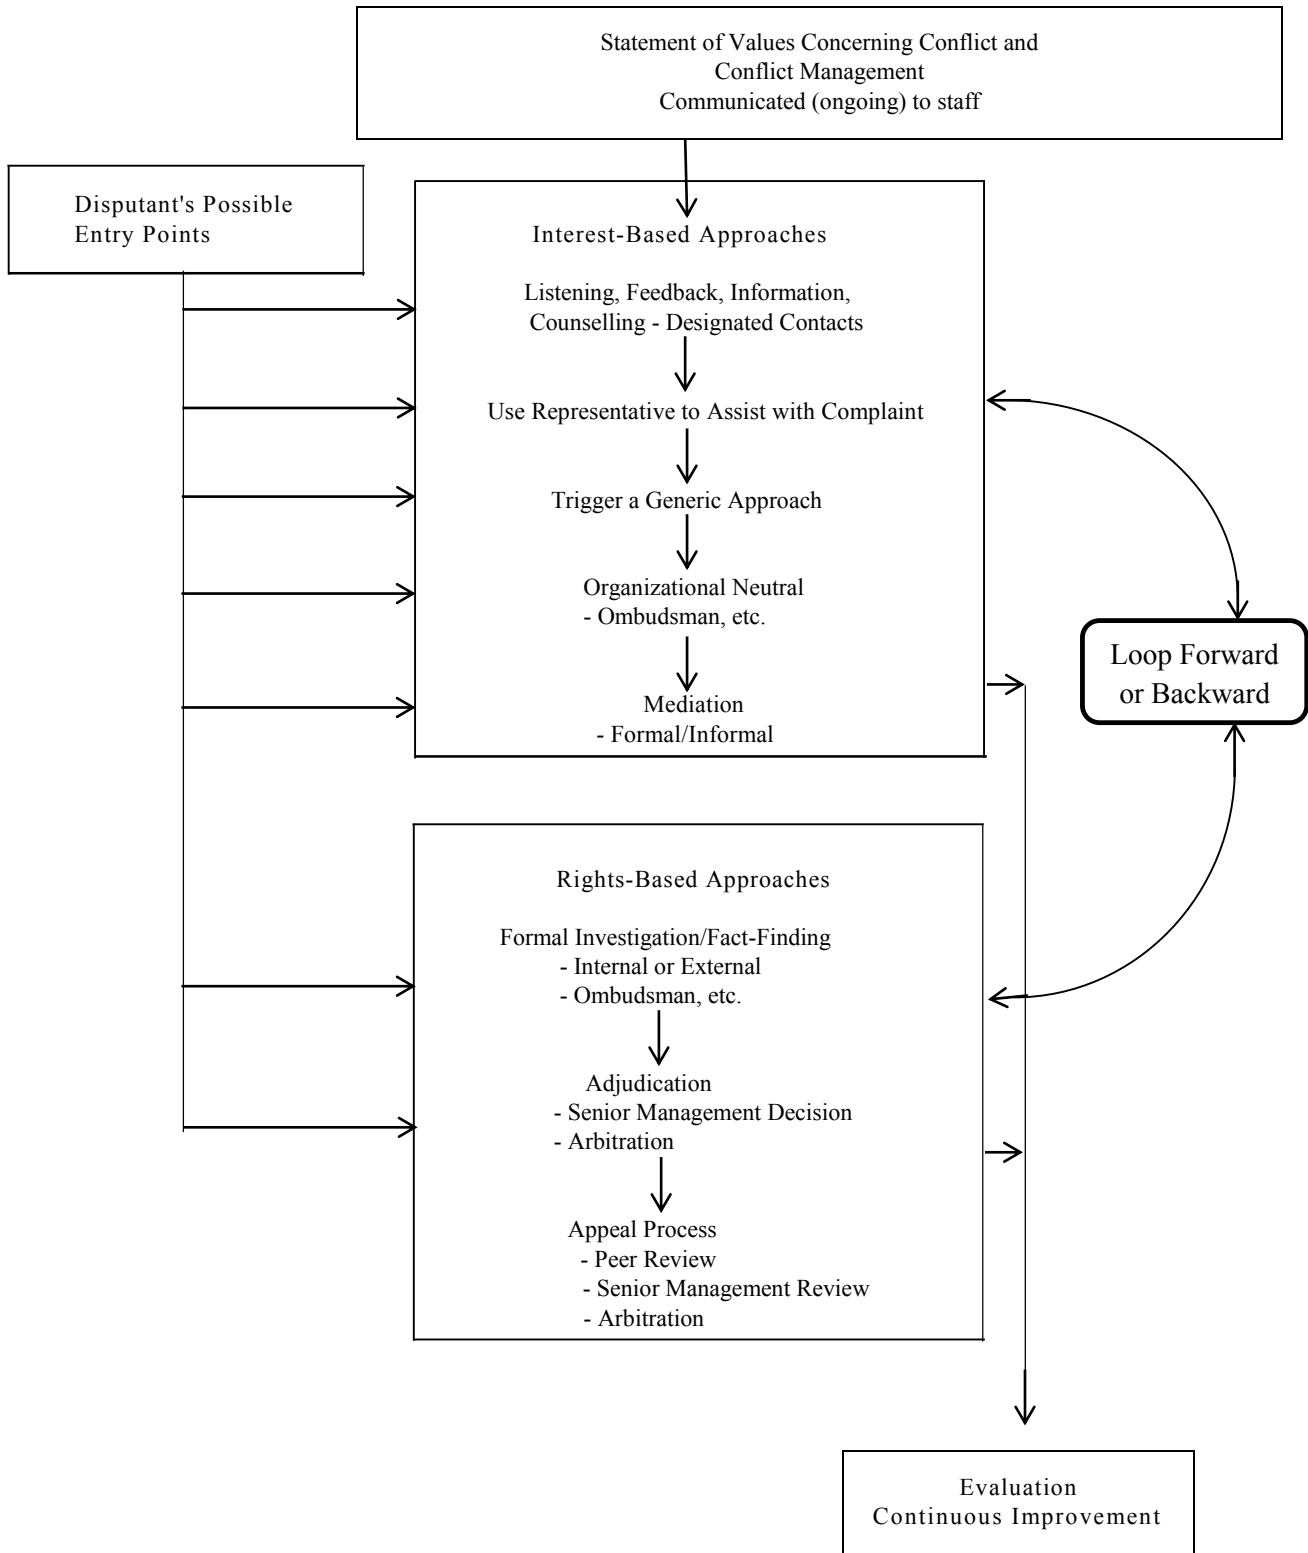 Statement of Values Concerning Conflict and
Conflict Management
Communicated (ongoing) to staff
Disputant's Possible
Entry Points
Interest-Based Approaches
Listening, Feedback, Information,
Counselling - Designated Contacts
Use Representative to Assist with Complaint
Trigger a Generic Approach
Organizational Neutral
- Ombudsman, etc.
Mediation
- Formal/Informal
Loop Forward
or Backward
Rights-Based Approaches
Formal Investigation/Fact-Finding
- Internal or External
- Ombudsman, etc.
Adjudication
- Senior Management Decision
- Arbitration
Appeal Process
- Peer Review
- Senior Management Review
- Arbitration
Evaluation
Continuous Improvement